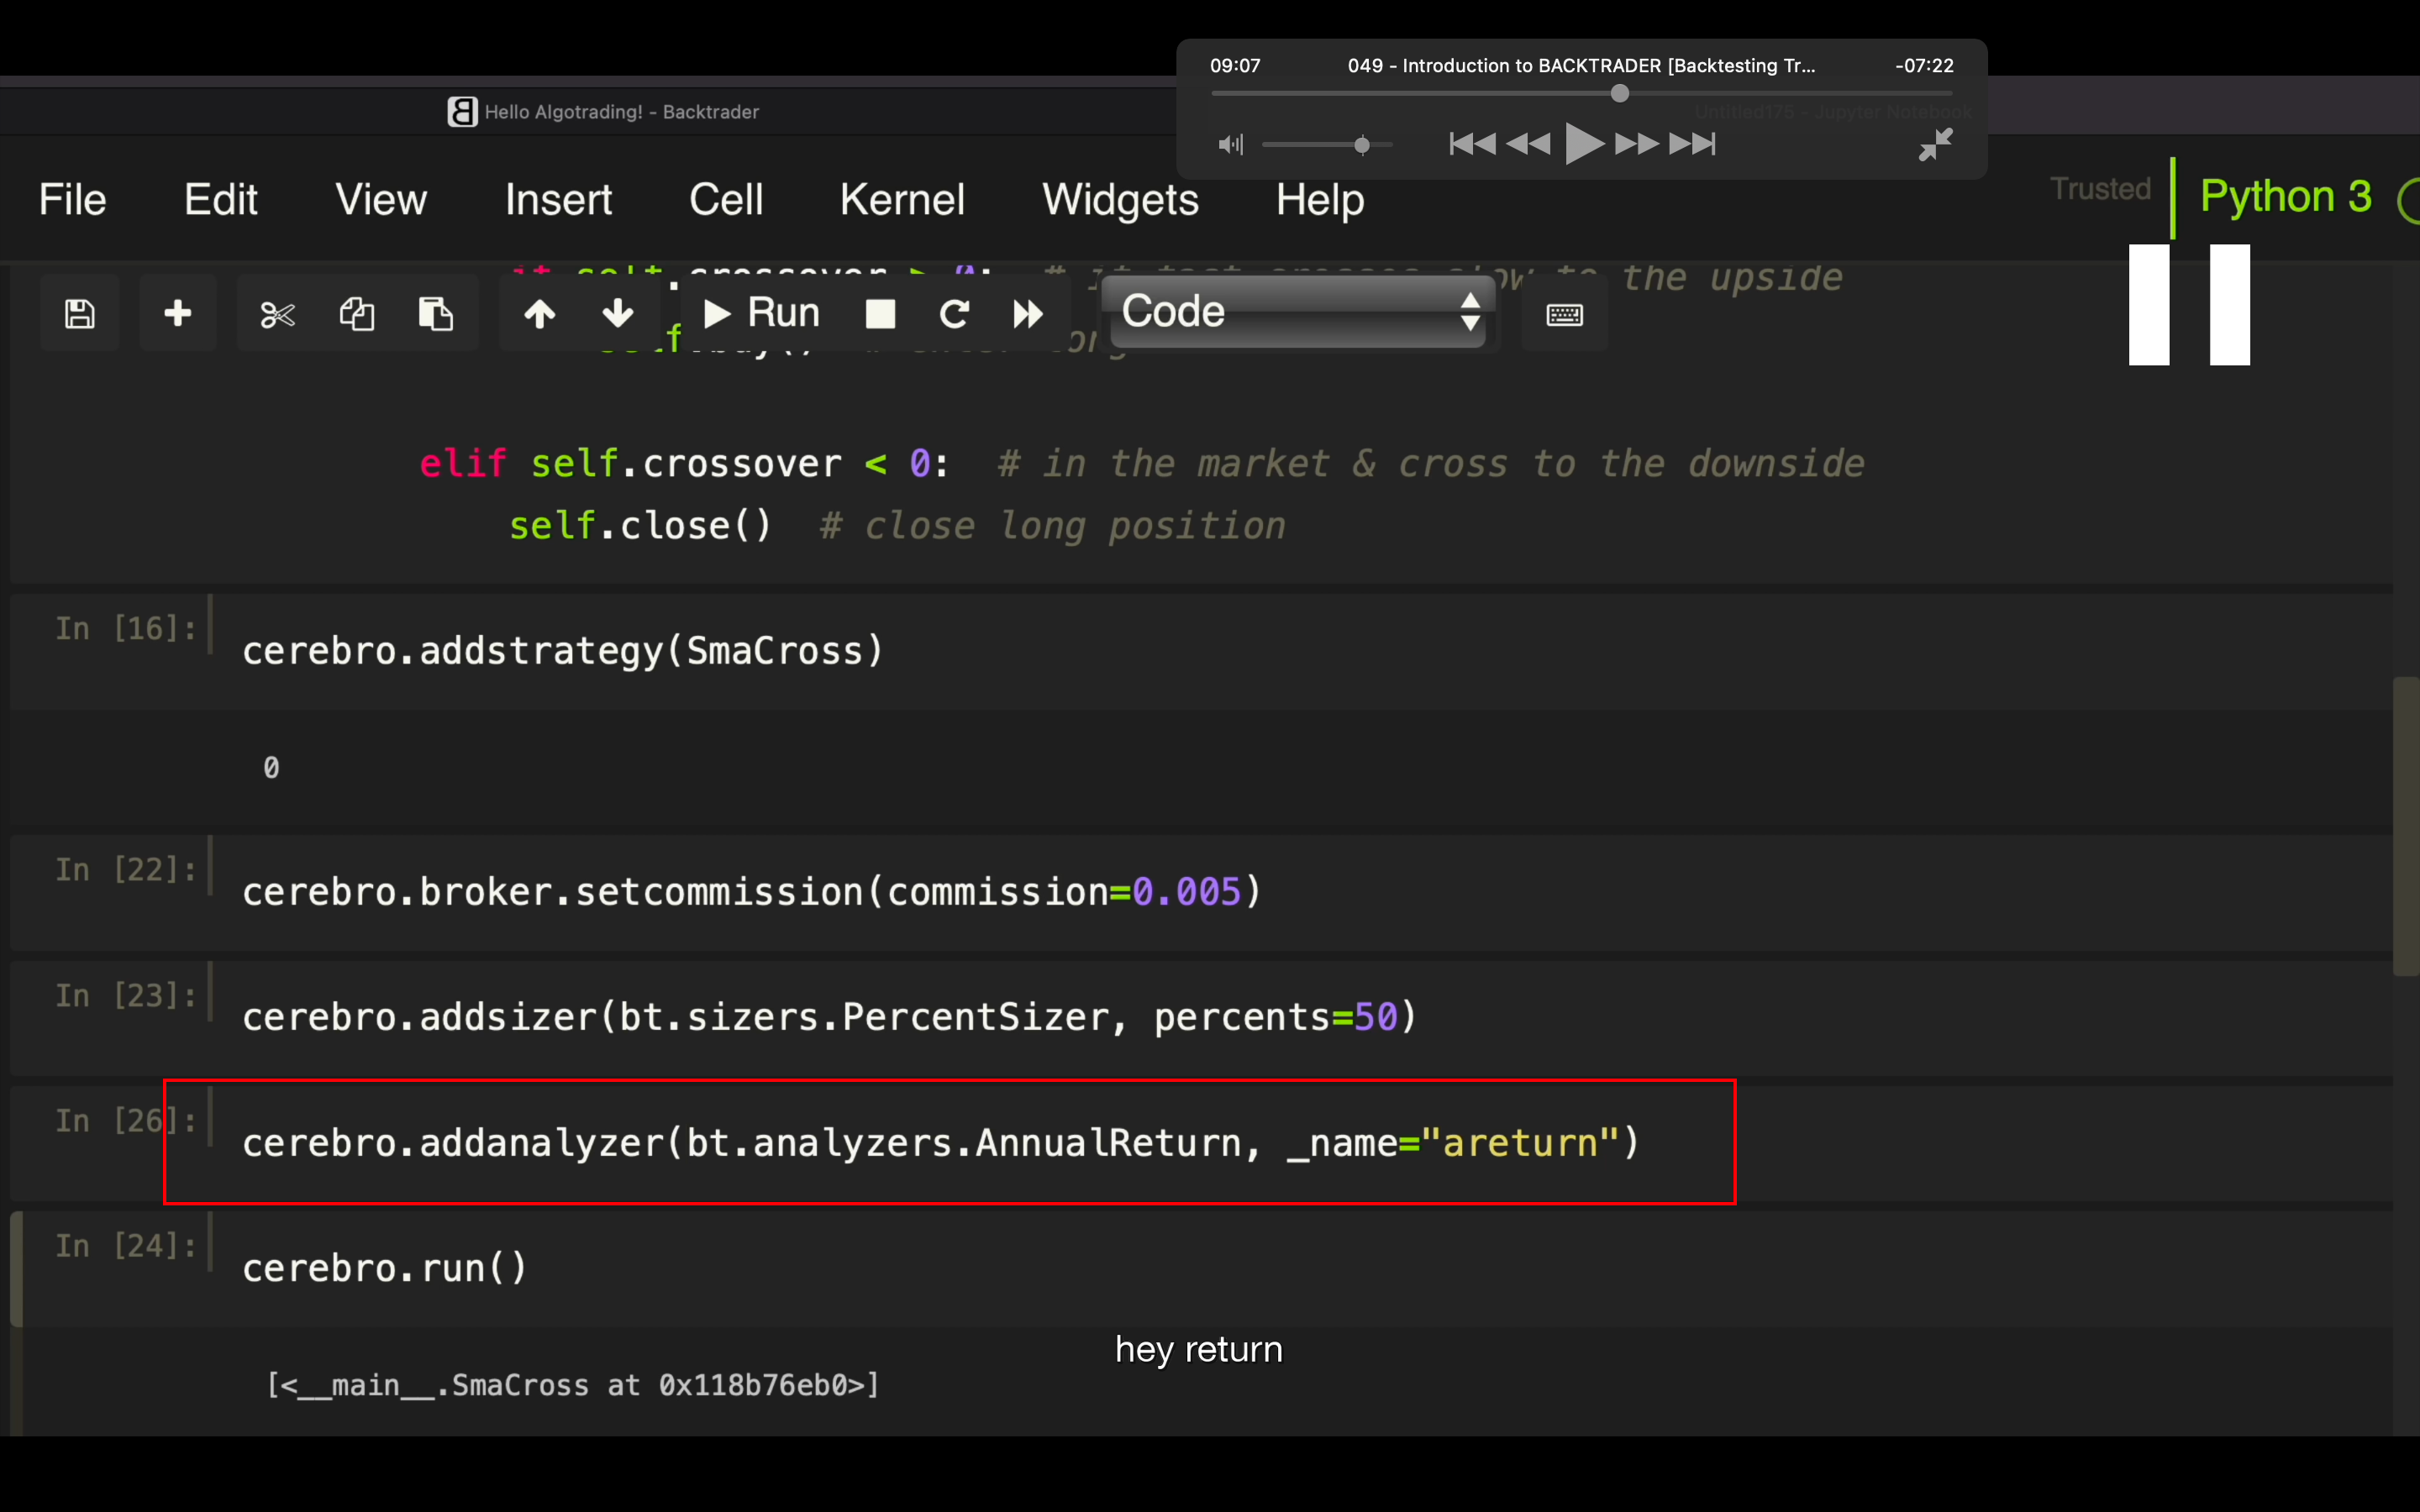 09:07 049 - Introduction to BACKTRADER [Backtesting Tr... -07:22
Hello Algotrading! - Backtrader
Untitled175 - Jupyter Notebook
File Edit View Insert Cell Kernel Widgets Help
Trusted Python 3
the upside
Run
Code
elif self.crossover < 0:  # in the market & cross to the downside
self.close()  # close long position
In [16]: cerebro.addstrategy(SmaCross)
0
In [22]: cerebro.broker.setcommission(commission=0.005)
In [23]: cerebro.addsizer(bt.sizers.PercentSizer, percents=50)
In [26]: cerebro.addanalyzer(bt.analyzers.AnnualReturn, _name="areturn")
In [24]: cerebro.run()
hey return
[<__main__.SmaCross at 0x118b76eb0>]